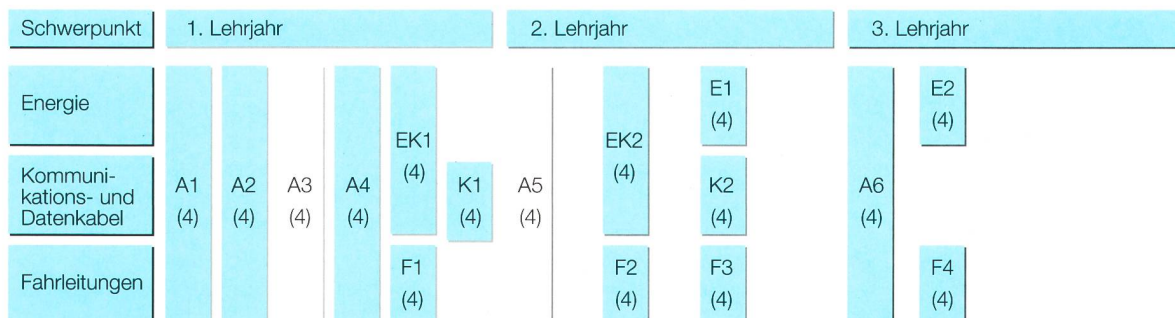 Schwerpunkt
1. Lehrjahr
2. Lehrjahr
3. Lehrjahr
Energie
EK1
(4)
EK2
(4)
E1
(4)
E2
(4)
Kommuni-
kations- und
Datenkabel
A1
(4)
A2
(4)
A3
(4)
A4
(4)
K1
(4)
A5
(4)
K2
(4)
A6
(4)
Fahrleitungen
F1
(4)
F2
(4)
F3
(4)
F4
(4)